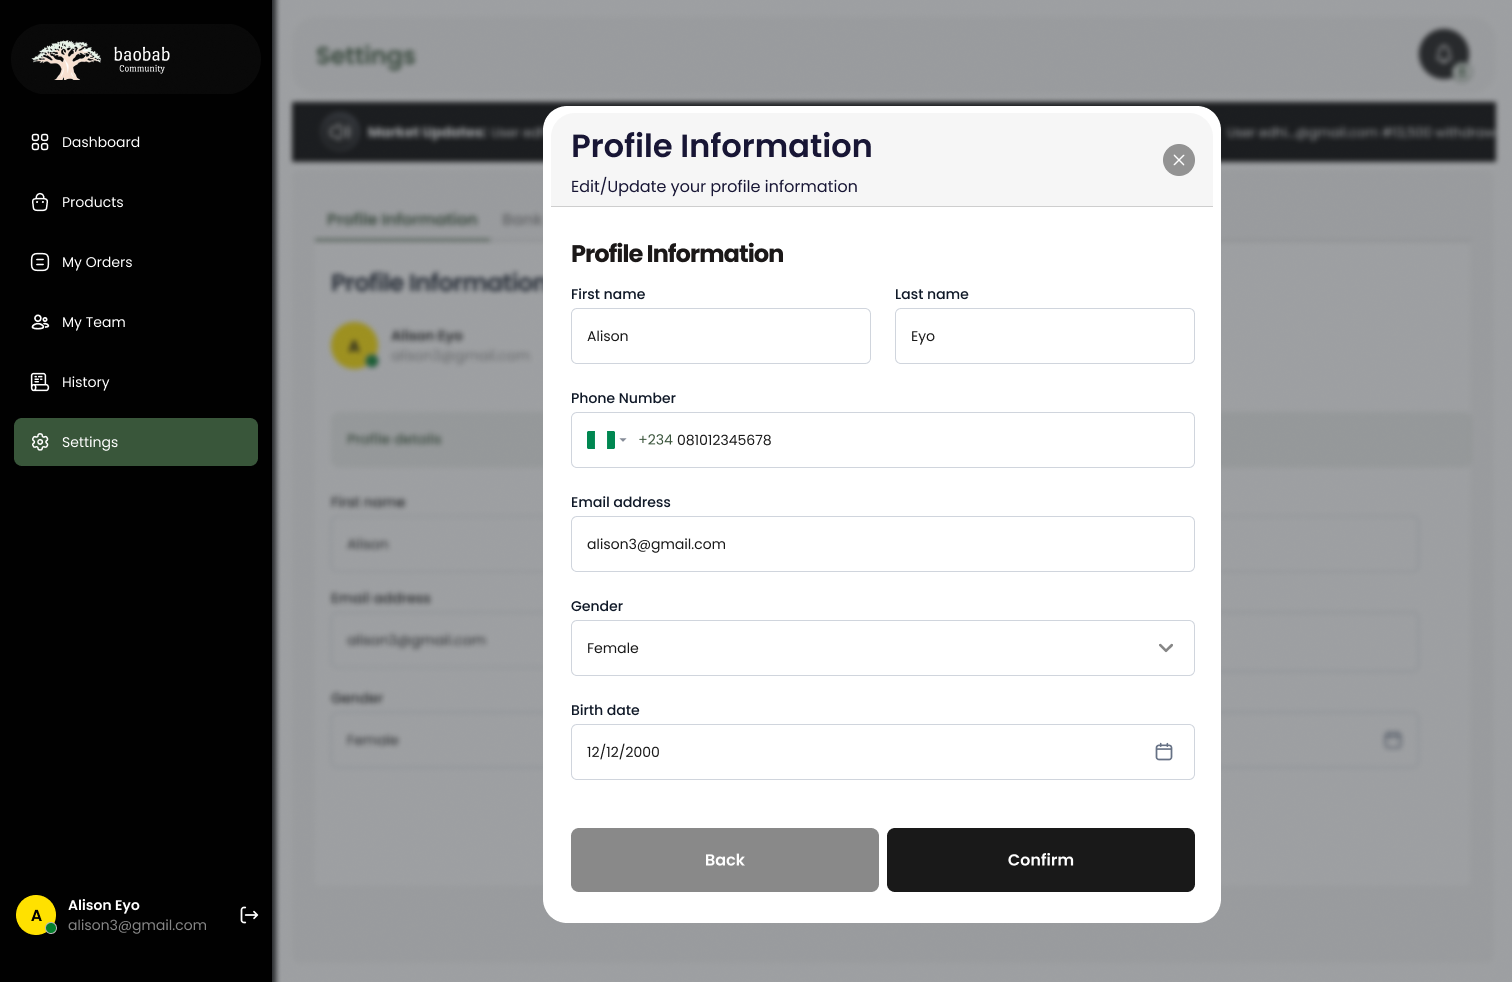 baobab
Community
Dashboard
Products
My Orders
My Team
History
Settings
A
Alison Eyo
alison3@gmail.com
Settings
Market Updates:
Profile Information
Bank
Profile Information
A
Alison Eyo
alison3@gmail.com
Profile details
First name
Alison
Email address
alison3@gmail.com
Gender
Female
Profile Information
Edit/Update your profile information
Profile Information
First name
Last name
Alison
Eyo
Phone Number
+234 081012345678
Email address
alison3@gmail.com
Gender
Female
Birth date
12/12/2000
Back
Confirm